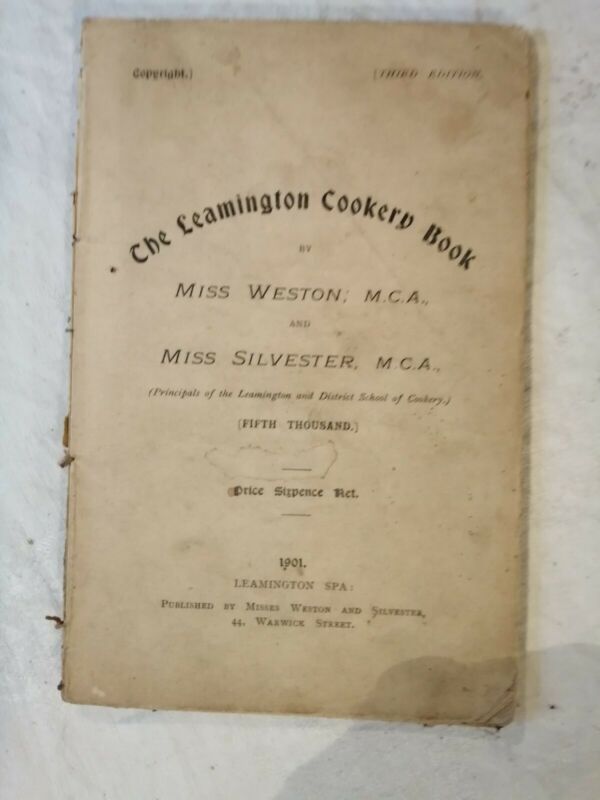 Copyright.]
[THIRD EDITION.
The Leamington Cookery Book
BY
MISS WESTON, M.C.A.,
AND
MISS SILVESTER, M.C.A.,
(Principals of the Leamington and District School of Cookery.)
[FIFTH THOUSAND.]
Price Sixpence Net.
1901.
LEAMINGTON SPA:
PUBLISHED BY MISSES WESTON AND SILVESTER,
44, WARWICK STREET.